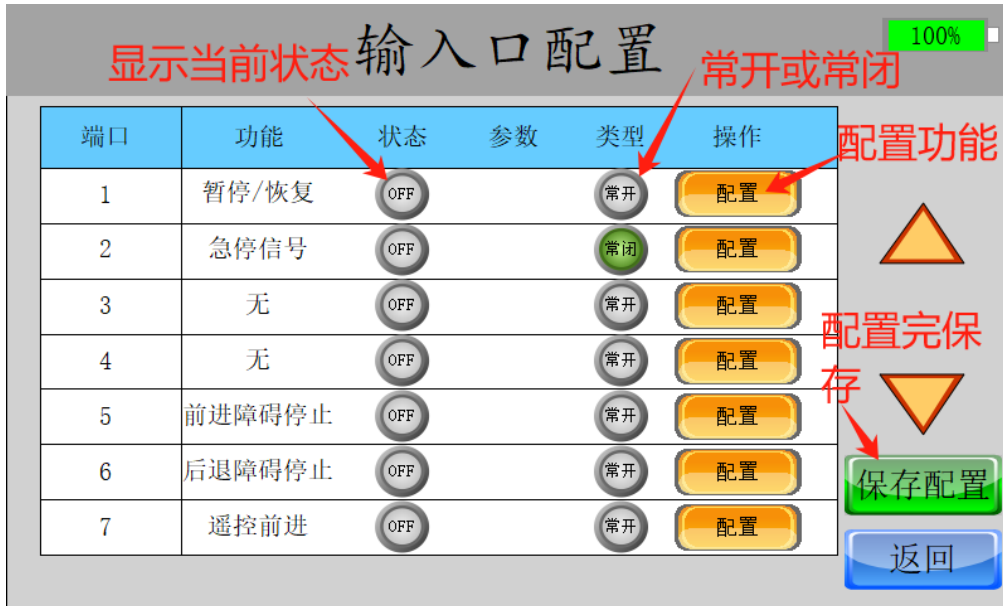 输入口配置
100%
显示当前状态
常开或常闭
端口 功能 状态 参数 类型 操作
配置功能
1 暂停/恢复 OFF 常开 配置
2 急停信号 OFF 常闭 配置
3 无 OFF 常开 配置
配置完保
存
4 无 OFF 常开 配置
5 前进障碍停止 OFF 常开 配置
6 后退障碍停止 OFF 常开 配置
保存配置
7 遥控前进 OFF 常开 配置
返回